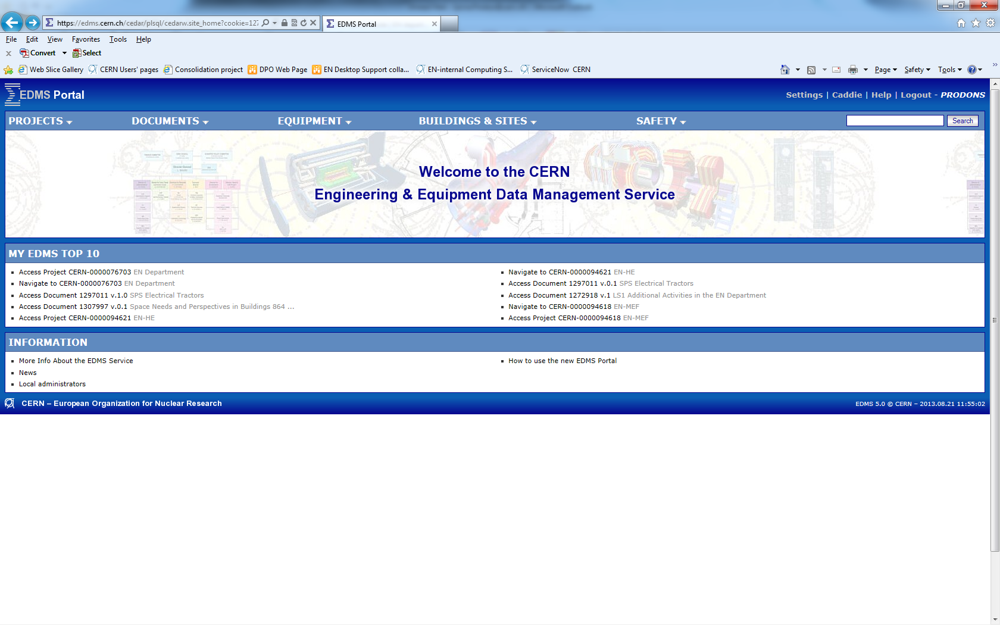 https://edms.cern.ch/cedar/plsql/cedarw.site_home?cookie=127
EDMS Portal
File Edit View Favorites Tools Help
x Convert Select
Web Slice Gallery CERN Users' pages Consolidation project DPO Web Page EN Desktop Support colla... EN-internal Computing S... ServiceNow CERN Page Safety Tools
EDMS Portal
Settings | Caddie | Help | Logout - PRODONS
PROJECTS DOCUMENTS EQUIPMENT BUILDINGS & SITES SAFETY Search
Welcome to the CERN
Engineering & Equipment Data Management Service
MY EDMS TOP 10
Access Project CERN-0000076703 EN Department
Navigate to CERN-0000076703 EN Department
Access Document 1297011 v.1.0 SPS Electrical Tractors
Access Document 1307997 v.0.1 Space Needs and Perspectives in Buildings 864 ...
Access Project CERN-0000094621 EN-HE
Navigate to CERN-0000094621 EN-HE
Access Document 1297011 v.0.1 SPS Electrical Tractors
Access Document 1272918 v.1 LS1 Additional Activities in the EN Department
Navigate to CERN-0000094618 EN-MEF
Access Project CERN-0000094618 EN-MEF
INFORMATION
More Info About the EDMS Service
News
Local administrators
How to use the new EDMS Portal
CERN – European Organization for Nuclear Research
EDMS 5.0 © CERN – 2013.08.21 11:55:02